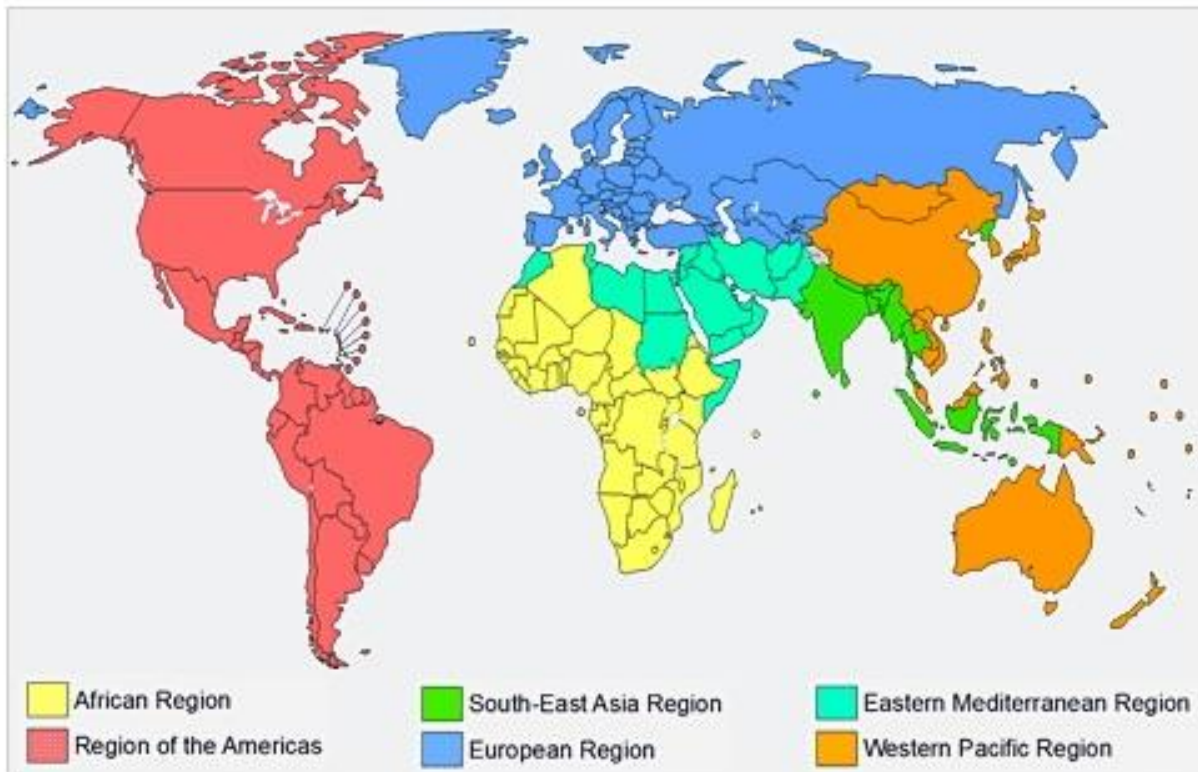 African Region
South-East Asia Region
Eastern Mediterranean Region
Region of the Americas
European Region
Western Pacific Region